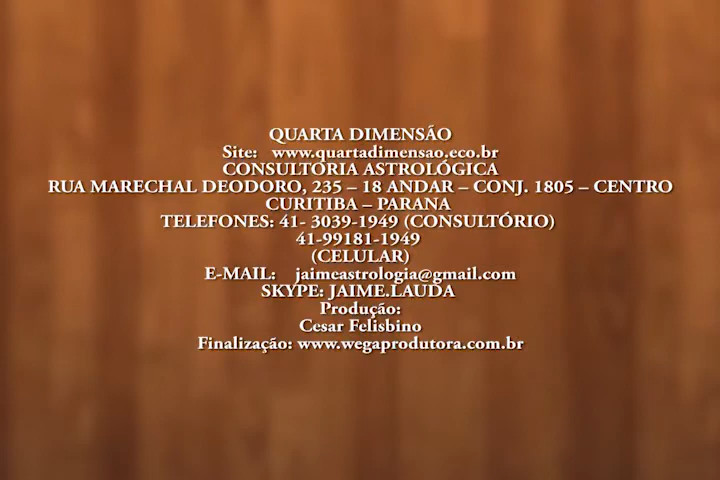 QUARTA DIMENSÃO
Site: www.quartadimensao.eco.br
CONSULTORIA ASTROLÓGICA
RUA MARECHAL DEODORO, 235 – 18 ANDAR – CONJ. 1805 – CENTRO
CURITIBA – PARANA
TELEFONES: 41- 3039-1949 (CONSULTÓRIO)
41-99181-1949
(CELULAR)
E-MAIL: jaimeastrologia@gmail.com
SKYPE: JAIME.LAUDA
Produção:
Cesar Felisbino
Finalização: www.wegaprodutora.com.br